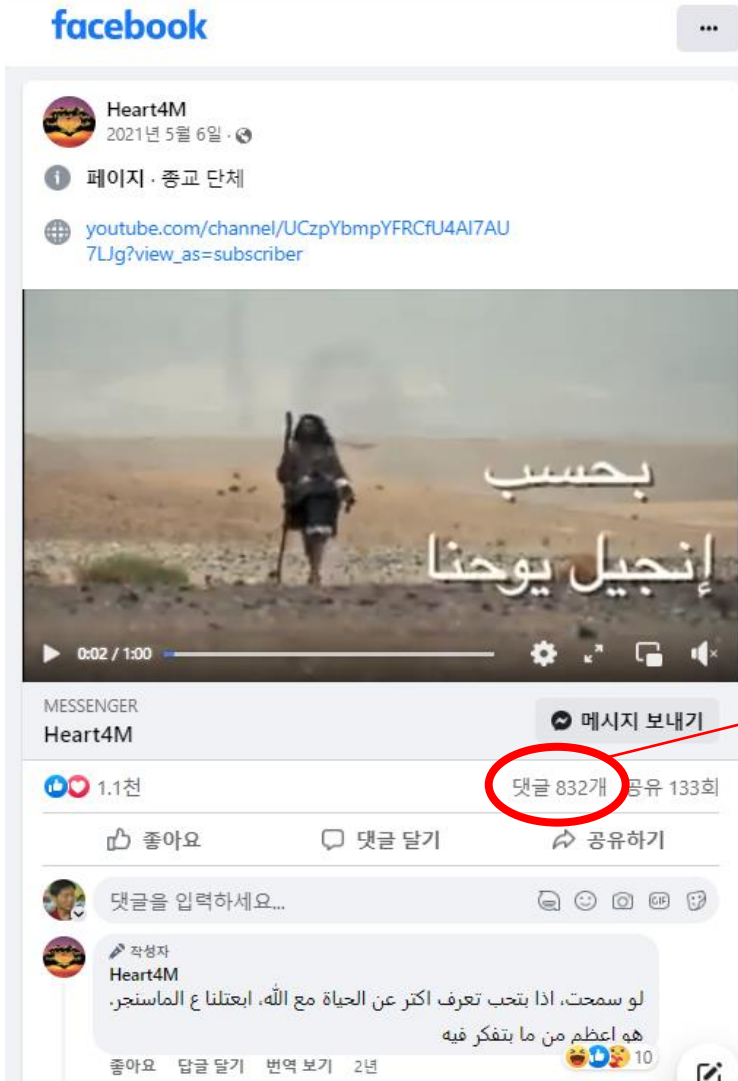 facebook
Heart4M
2021년 5월 6일 ·
페이지 · 종교 단체
youtube.com/channel/UCzpYbmpYFRCfU4AI7AU
7LJg?view_as=subscriber
بحسب
إنجيل يوحنا
0:02 / 1:00
MESSENGER
Heart4M
메시지 보내기
1.1천 댓글 832개 공유 133회
좋아요 댓글 달기 공유하기
댓글을 입력하세요...
GIF
작성자
Heart4M
لو سمحت، اذا بتحب تعرف اكتر عن الحياة مع الله، ابعتلنا ع الماسنجر.
هو اعظم من ما بتفكر فيه
10
좋아요 답글 달기 번역 보기 2년